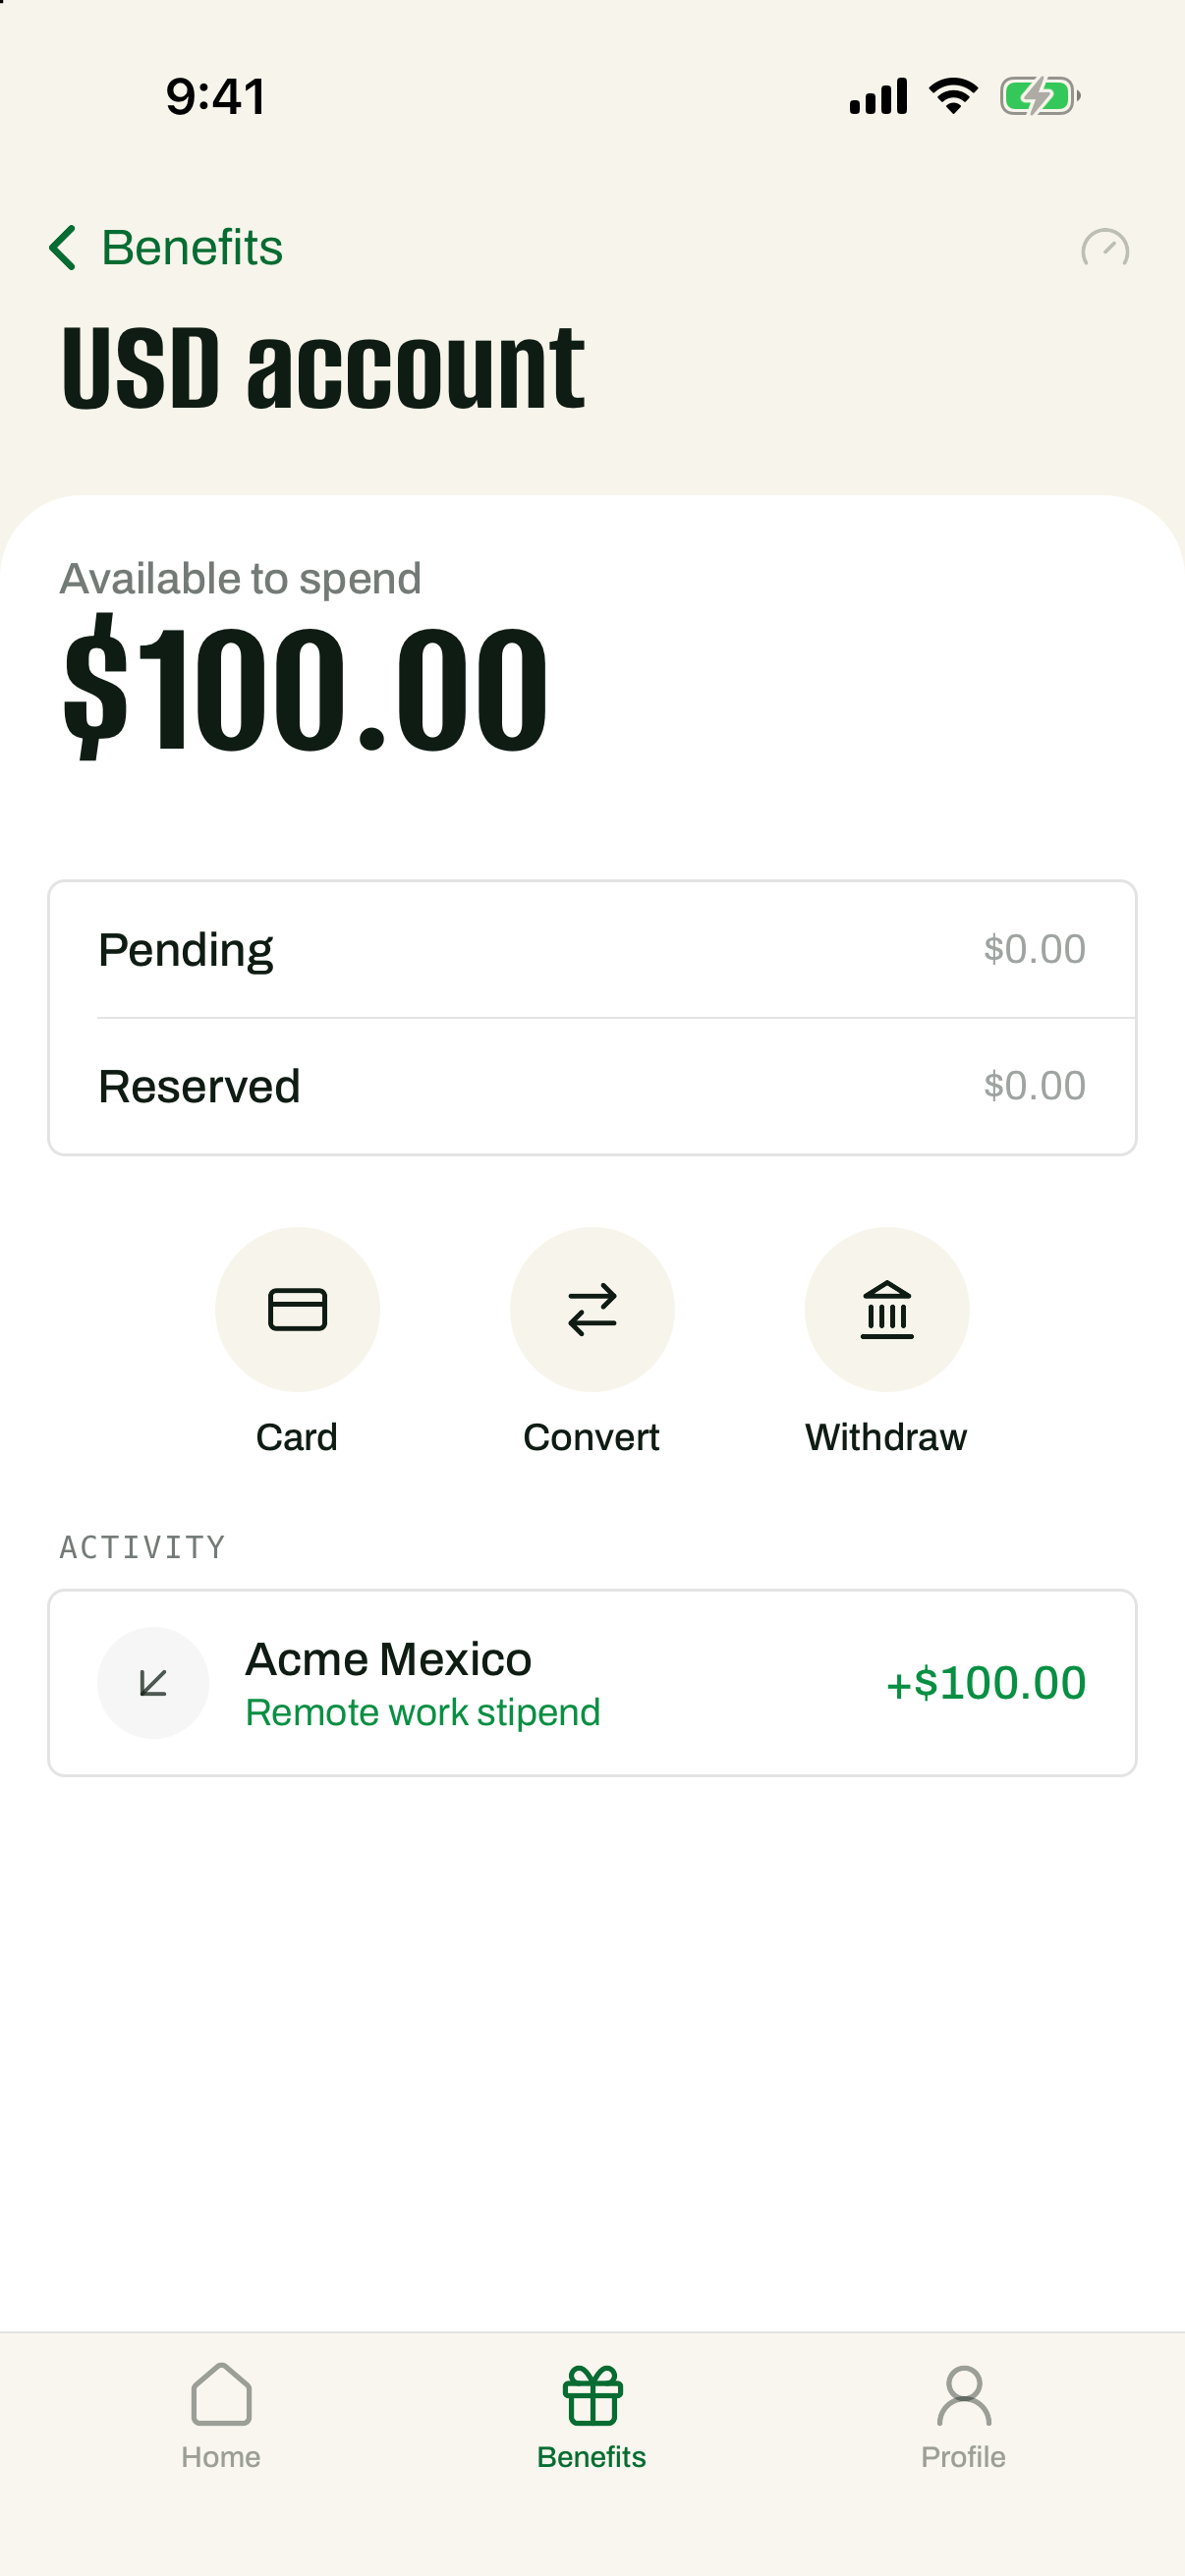 9:41
Benefits
USD account
Available to spend
$100.00
Pending $0.00
Reserved $0.00
Card Convert Withdraw
ACTIVITY
Acme Mexico
Remote work stipend
+$100.00
Home Benefits Profile